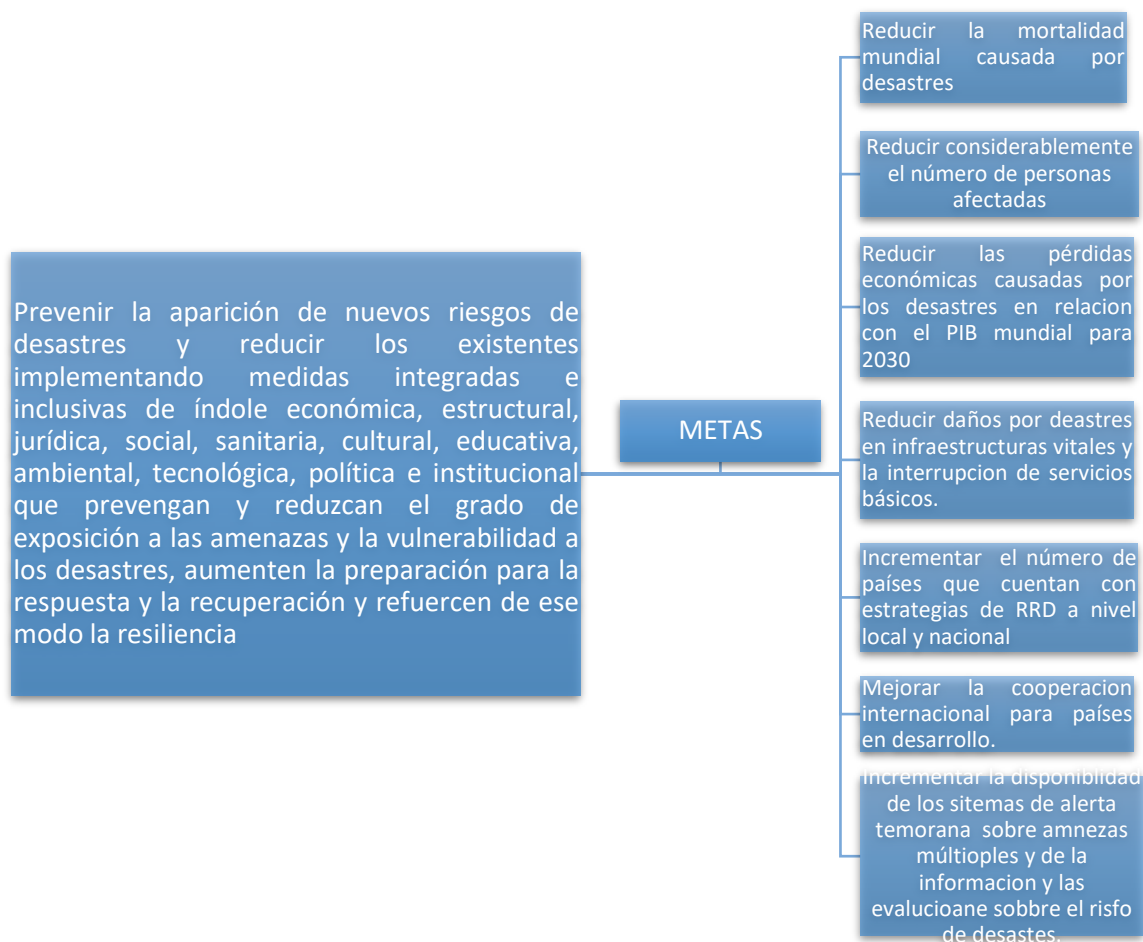 Prevenir la aparición de nuevos riesgos de
desastres y reducir los existentes
implementando medidas integradas e
inclusivas de índole económica, estructural,
jurídica, social, sanitaria, cultural, educativa,
ambiental, tecnológica, política e institucional
que prevengan y reduzcan el grado de
exposición a las amenazas y la vulnerabilidad a
los desastres, aumenten la preparación para la
respuesta y la recuperación y refuercen de ese
modo la resiliencia
METAS
Reducir la mortalidad
mundial causada por
desastres
Reducir considerablemente
el número de personas
afectadas
Reducir las pérdidas
económicas causadas por
los desastres en relacion
con el PIB mundial para
2030
Reducir daños por deastres
en infraestructuras vitales y
la interrupcion de servicios
básicos.
Incrementar el número de
países que cuentan con
estrategias de RRD a nivel
local y nacional
Mejorar la cooperacion
internacional para países
en desarrollo.
Incrementar la disponiblidad
de los sitemas de alerta
temorana sobre amnezas
múltioples y de la
informacion y las
evalucioane sobbre el risfo
de desastes.